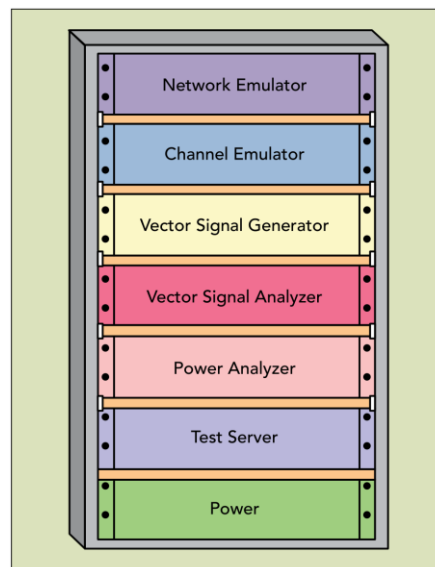 Network Emulator
Channel Emulator
Vector Signal Generator
Vector Signal Analyzer
Power Analyzer
Test Server
Power